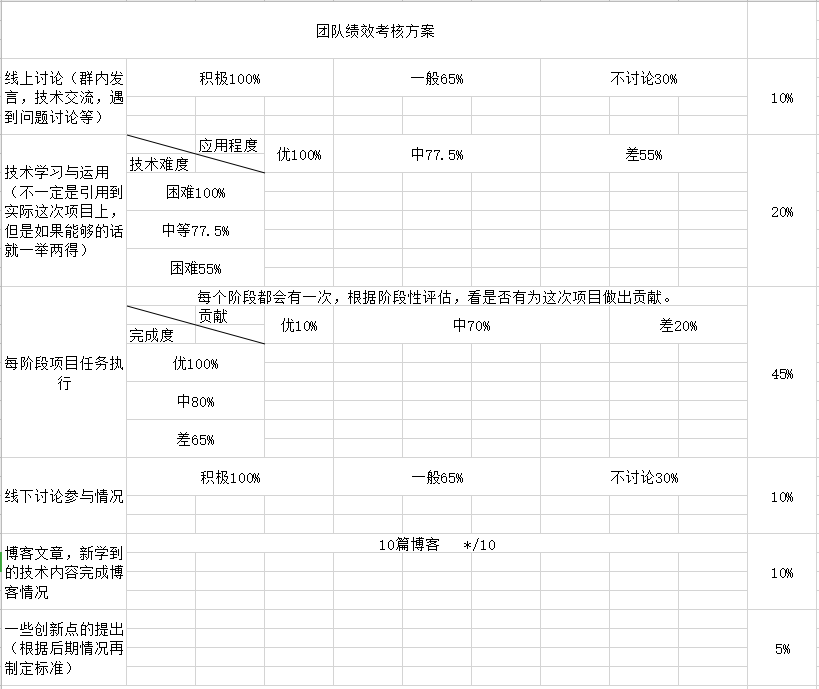 团队绩效考核方案
线上讨论（群内发
言，技术交流，遇
到问题讨论等）
积极100%
一般65%
不讨论30%
10%
技术学习与运用
（不一定是引用到
实际这次项目上，
但是如果能够的话
就一举两得）
应用程度
技术难度
优100%
中77.5%
差55%
困难100%
中等77.5%
困难55%
20%
每阶段项目任务执
行
每个阶段都会有一次，根据阶段性评估，看是否有为这次项目做出贡献。
贡献
完成度
优10%
中70%
差20%
优100%
中80%
差65%
45%
线下讨论参与情况
积极100%
一般65%
不讨论30%
10%
博客文章，新学到
的技术内容完成博
客情况
10篇博客 */10
10%
一些创新点的提出
（根据后期情况再
制定标准）
5%